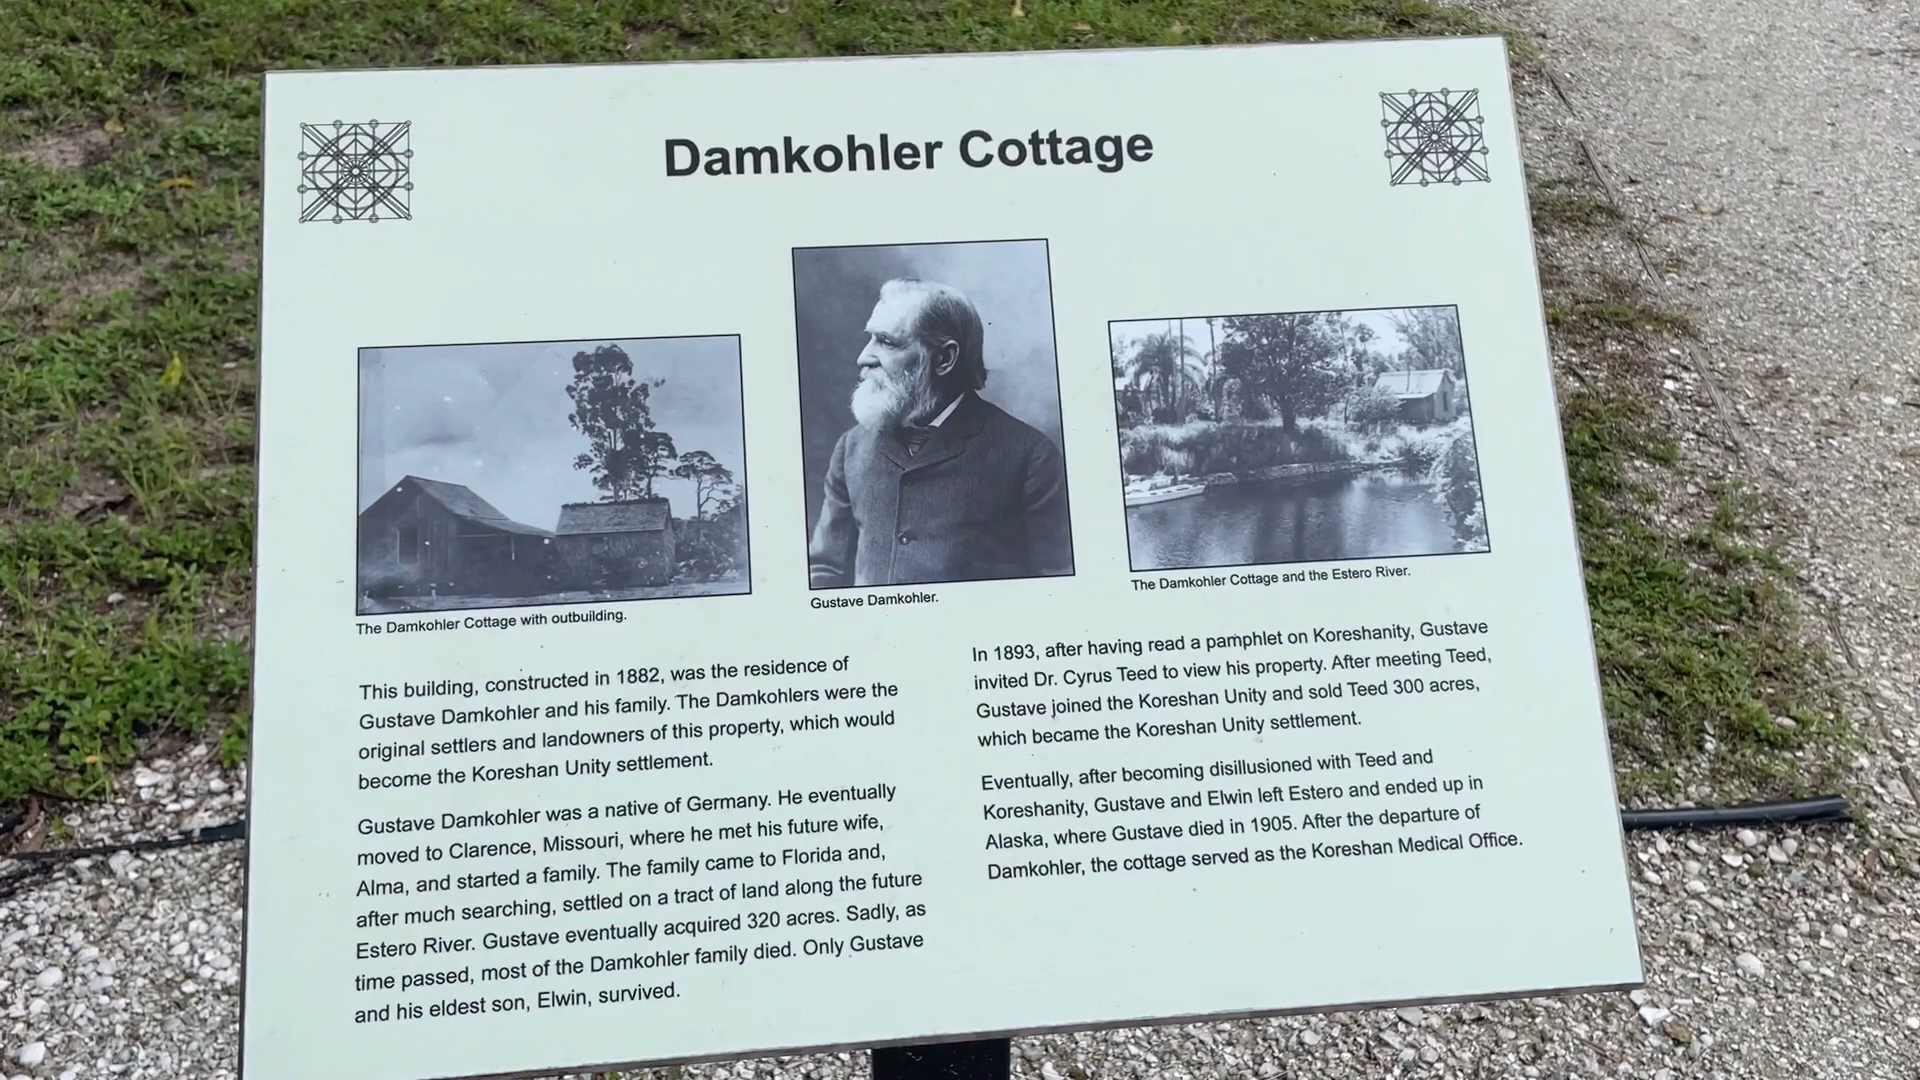 Damkohler Cottage
The Damkohler Cottage with outbuilding.
Gustave Damkohler.
The Damkohler Cottage and the Estero River.
This building, constructed in 1882, was the residence of
Gustave Damkohler and his family. The Damkohlers were the
original settlers and landowners of this property, which would
become the Koreshan Unity settlement.
Gustave Damkohler was a native of Germany. He eventually
moved to Clarence, Missouri, where he met his future wife,
Alma, and started a family. The family came to Florida and,
after much searching, settled on a tract of land along the future
Estero River. Gustave eventually acquired 320 acres. Sadly, as
time passed, most of the Damkohler family died. Only Gustave
and his eldest son, Elwin, survived.
In 1893, after having read a pamphlet on Koreshanity, Gustave
invited Dr. Cyrus Teed to view his property. After meeting Teed,
Gustave joined the Koreshan Unity and sold Teed 300 acres,
which became the Koreshan Unity settlement.
Eventually, after becoming disillusioned with Teed and
Koreshanity, Gustave and Elwin left Estero and ended up in
Alaska, where Gustave died in 1905. After the departure of
Damkohler, the cottage served as the Koreshan Medical Office.